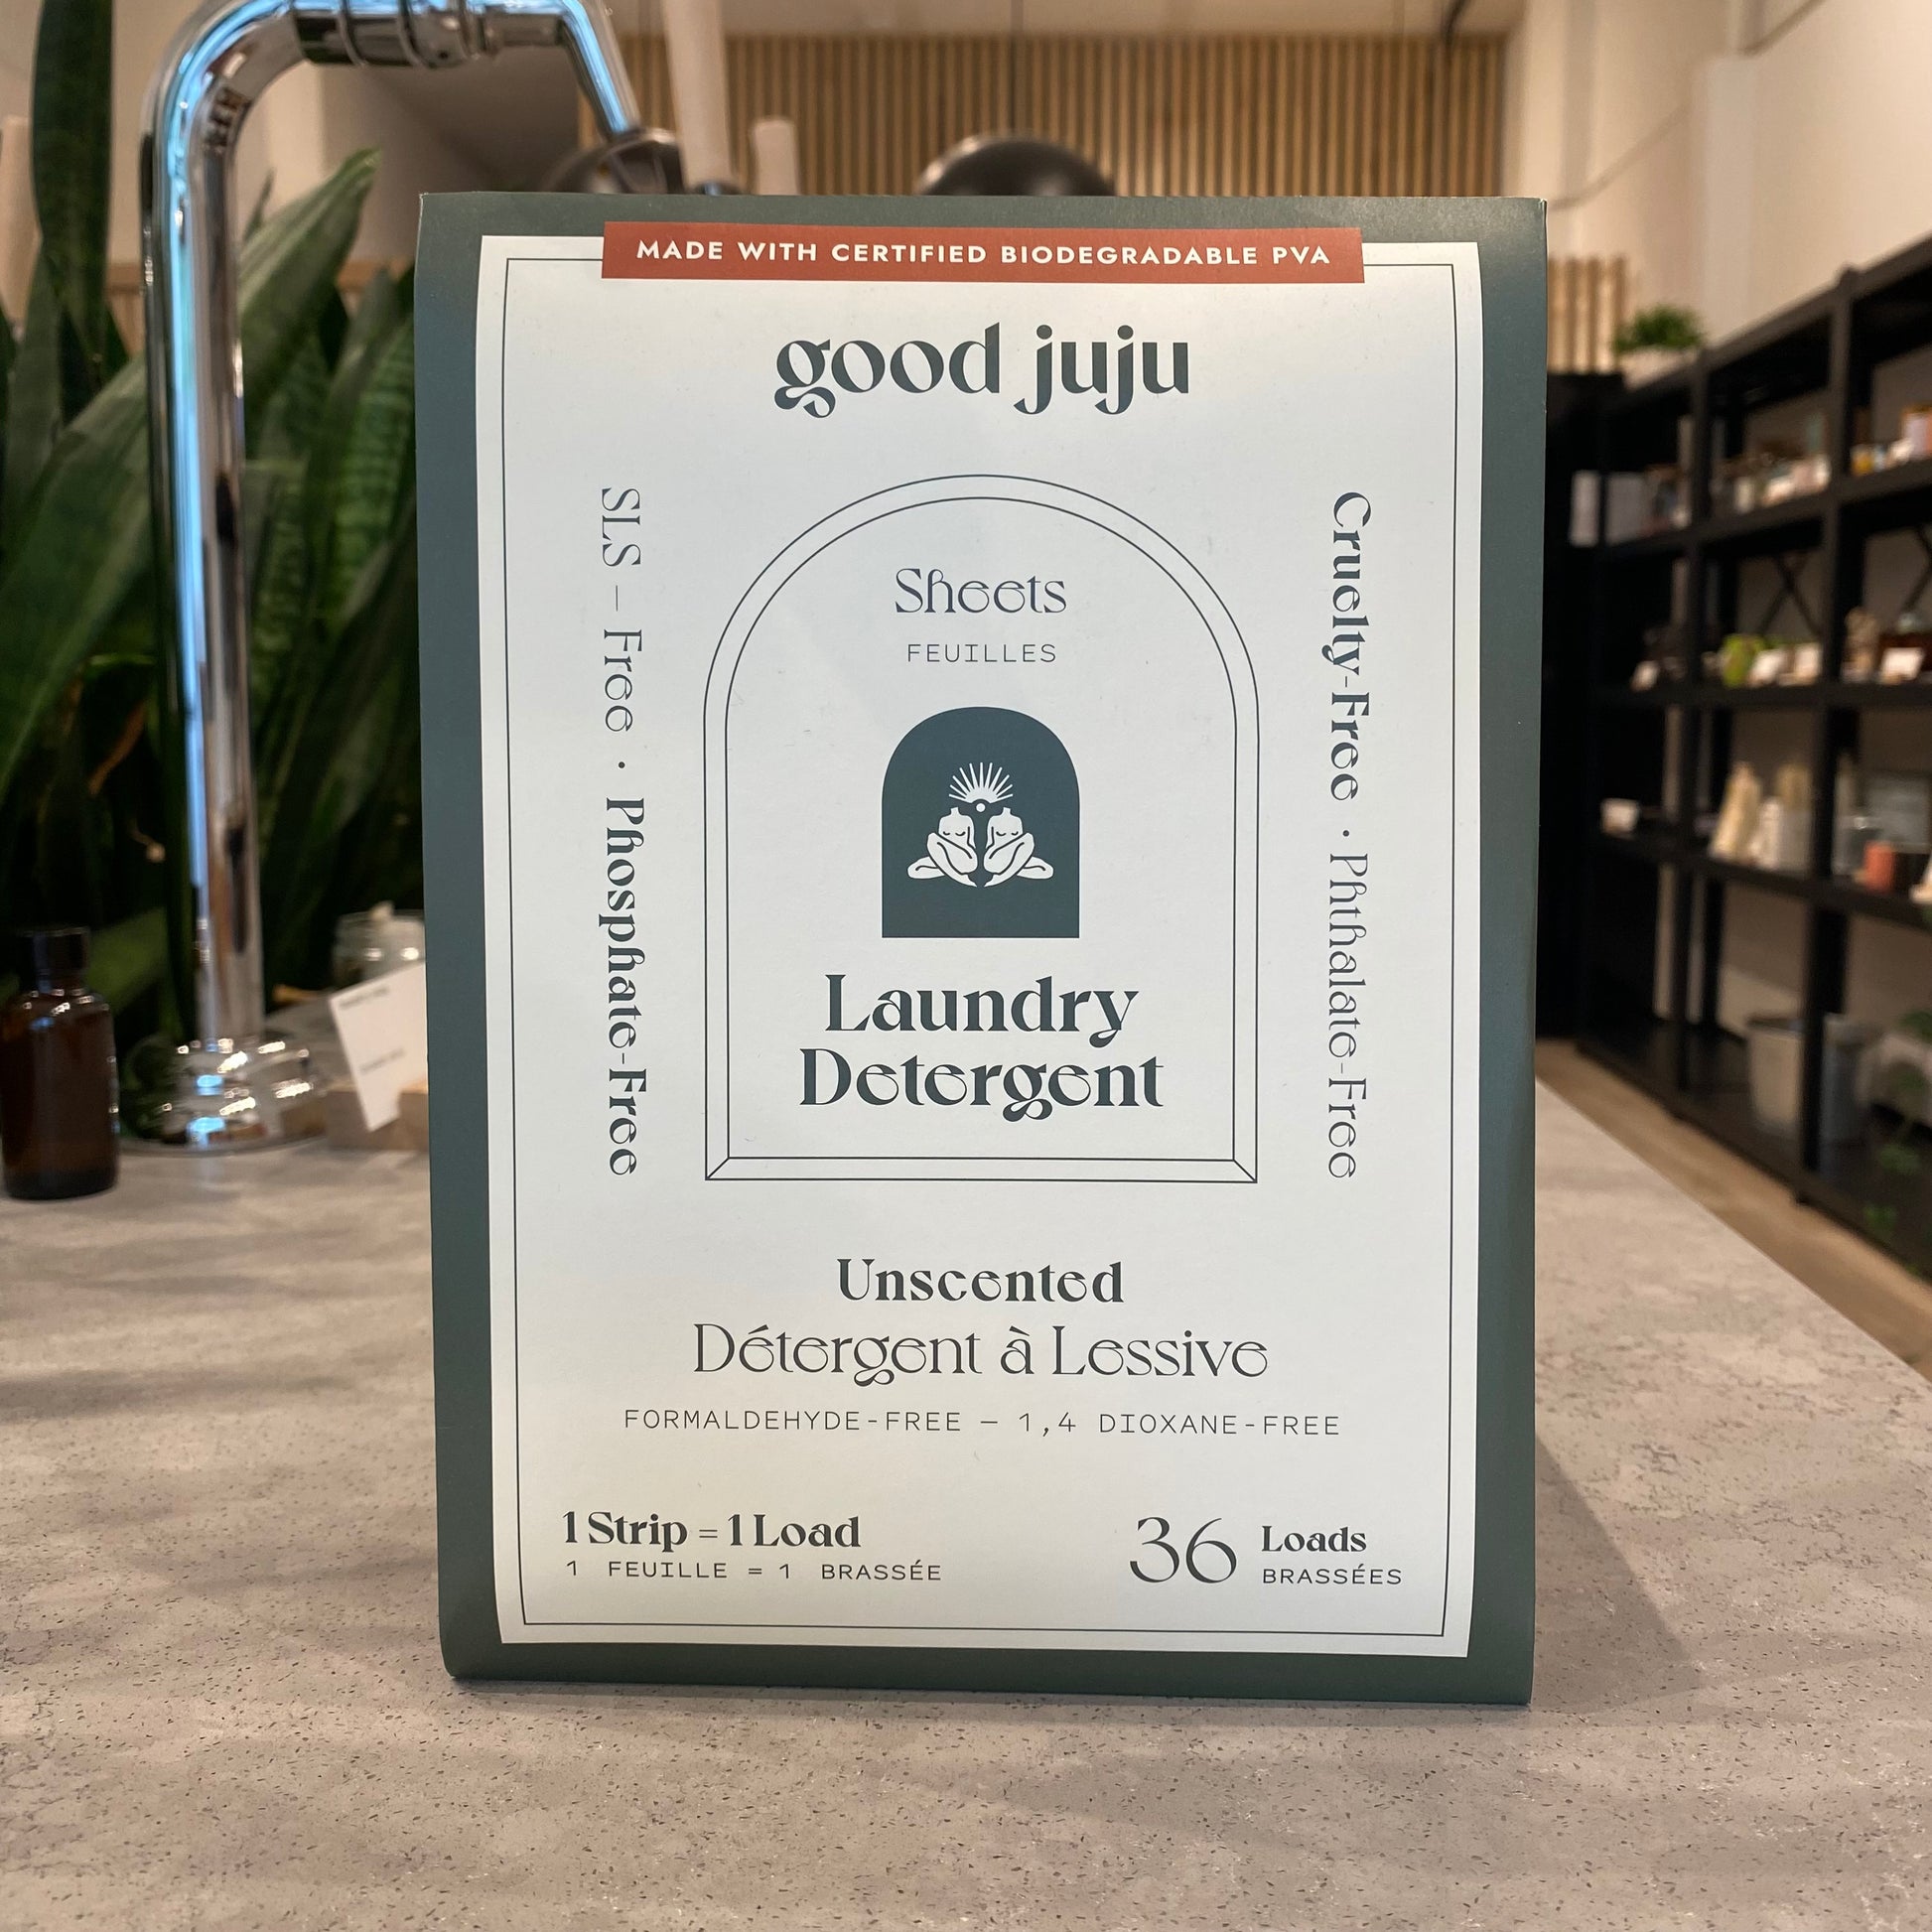 MADE WITH CERTIFIED BIODEGRADABLE PVA
good juju
SLS – Free · Phosphate-Free
Cruelty-Free · Phthalate-Free
Sheets
FEUILLES
Laundry
Detergent
Unscented
Détergent à Lessive
FORMALDEHYDE-FREE — 1,4 DIOXANE-FREE
1 Strip = 1 Load
1 FEUILLE = 1 BRASSÉE
36 Loads
BRASSÉES